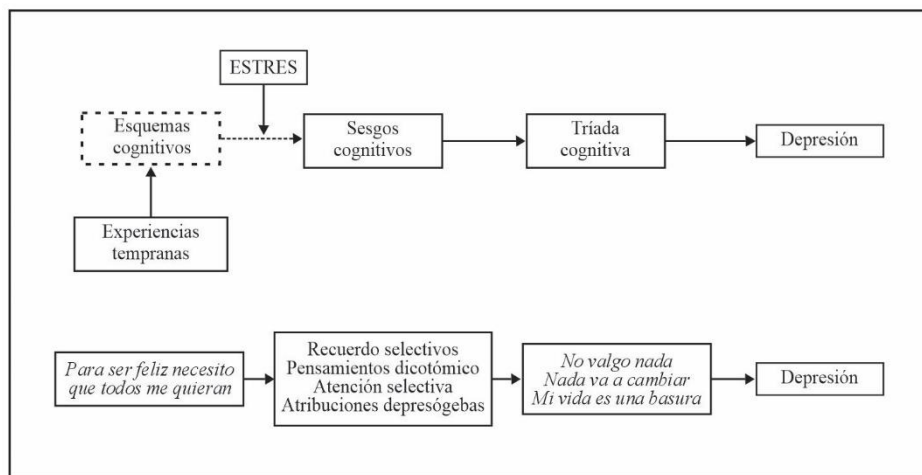 ESTRES
Esquemas
cognitivos
Sesgos
cognitivos
Tríada
cognitiva
Depresión
Experiencias
tempranas
Para ser feliz necesito
que todos me quieran
Recuerdo selectivos
Pensamientos dicotómico
Atención selectiva
Atribuciones depresógebas
No valgo nada
Nada va a cambiar
Mi vida es una basura
Depresión